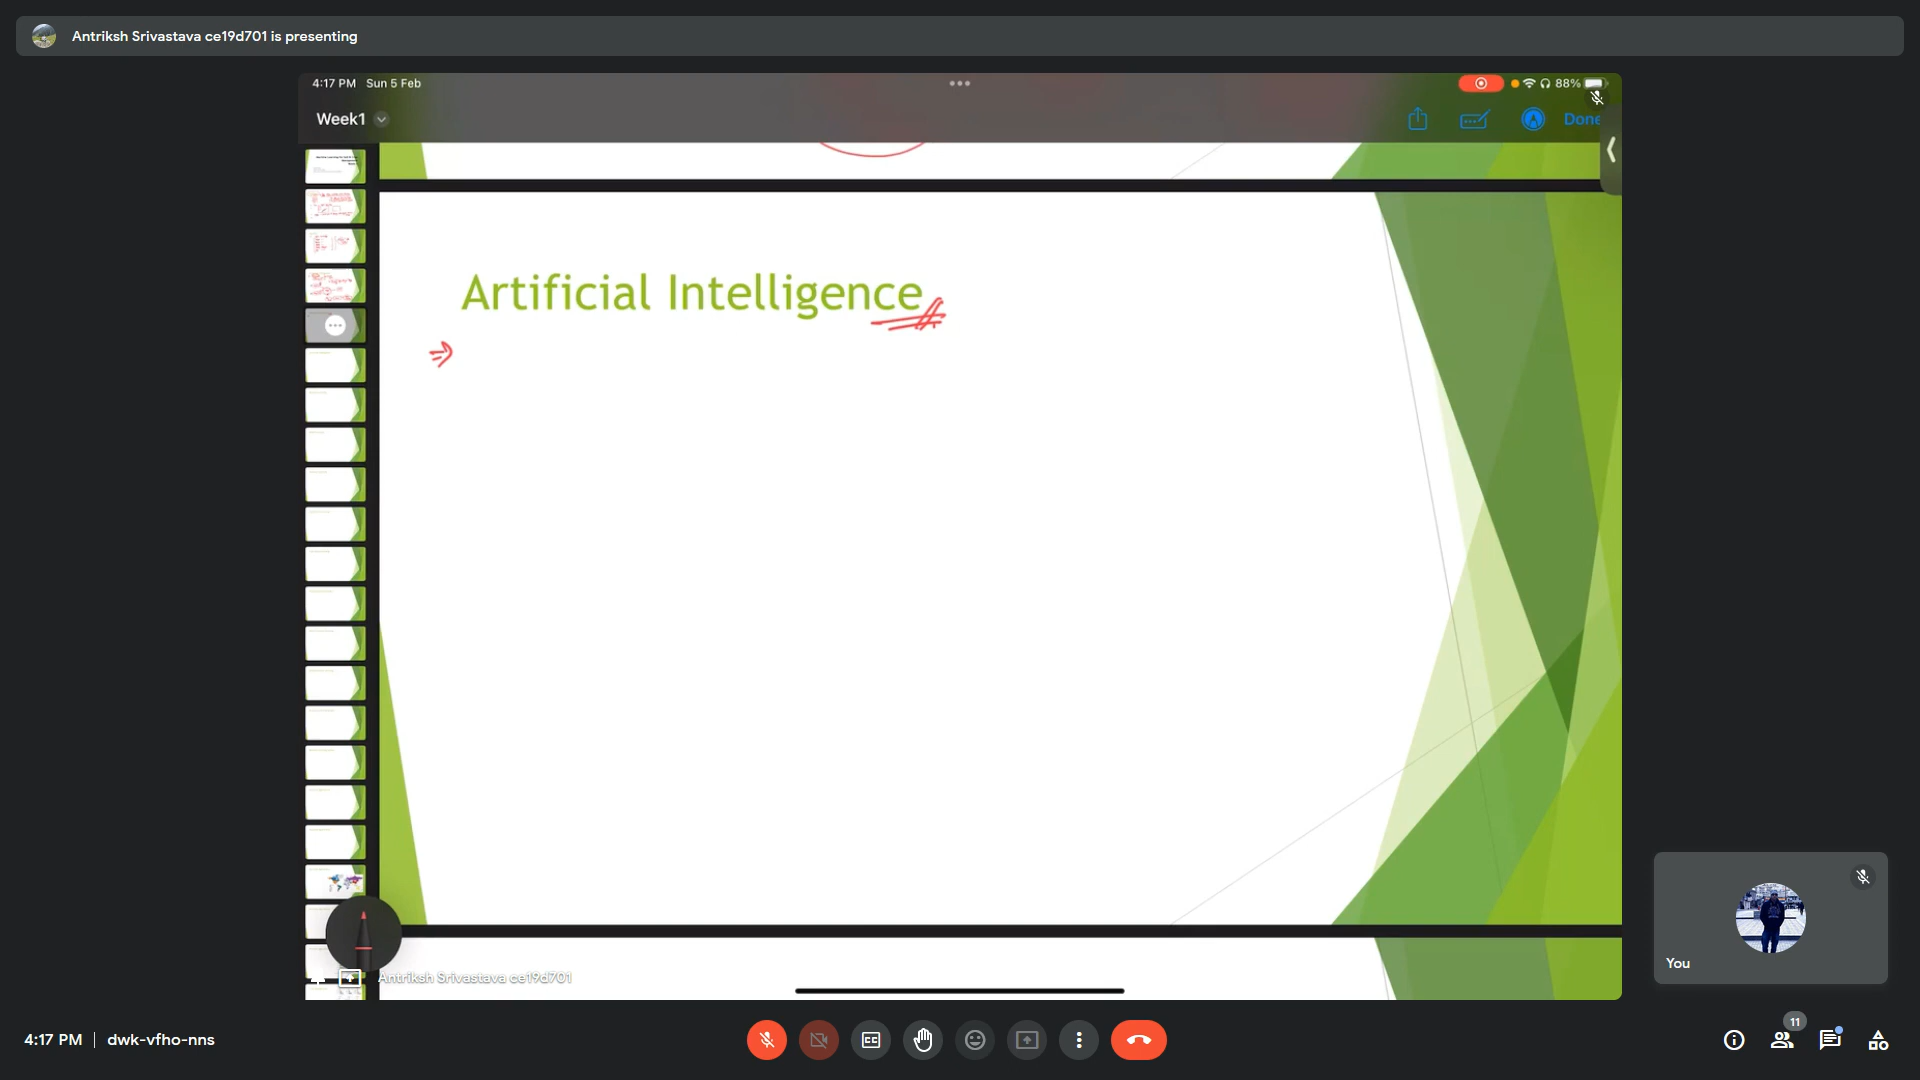 Antriksh Srivastava ce19d701 is presenting
4:17 PM Sun 5 Feb
88%
Week1
Done
Artificial Intelligence
Antriksh Srivastava ce19d701
You
4:17 PM | dwk-vfho-nns
11